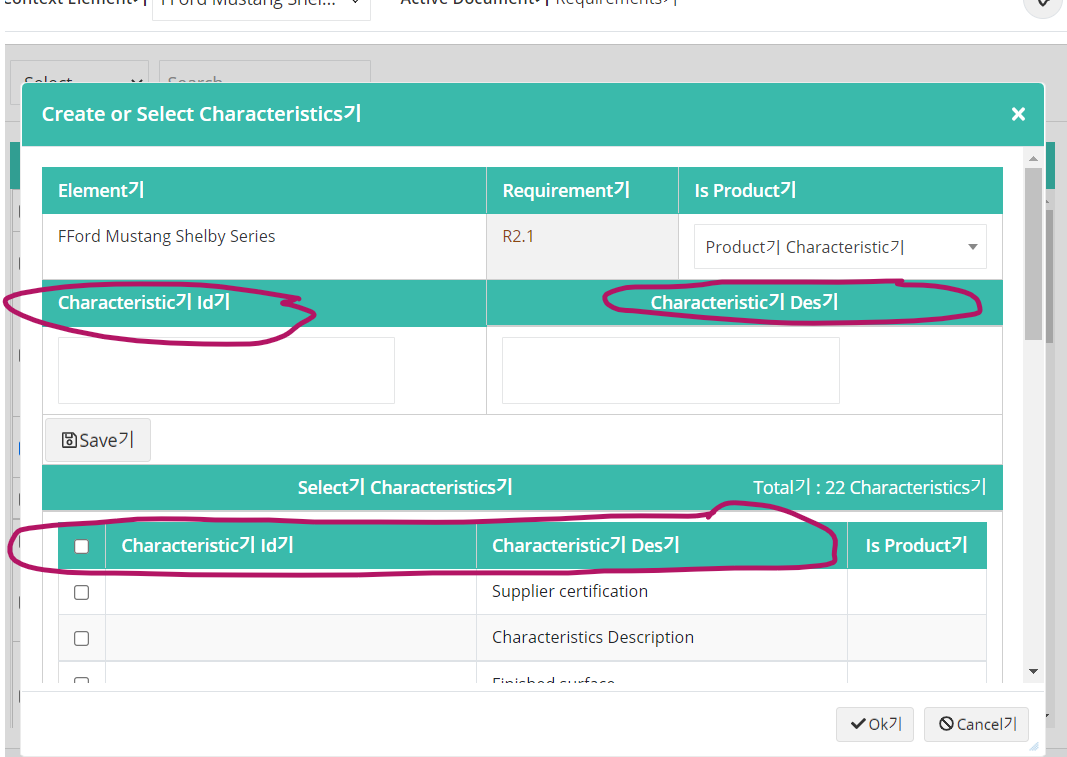 FFord Mustang Shel...
Select
Search
Create or Select Characteristics기
Element기 Requirement기 Is Product기
FFord Mustang Shelby Series R2.1 Product기 Characteristic기
Characteristic기 Id기 Characteristic기 Des기
Save기
Select기 Characteristics기 Total기 : 22 Characteristics기
Characteristic기 Id기 Characteristic기 Des기 Is Product기
Supplier certification
Characteristics Description
Finished surface
Ok기 Cancel기